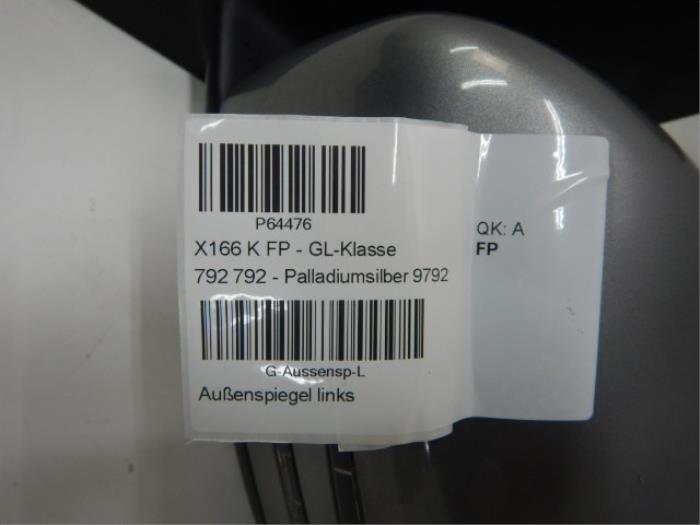 P64476
X166 K FP - GL-Klasse
792 792 - Palladiumsilber 9792
G-Aussensp-L
Außenspiegel links
QK: A
FP